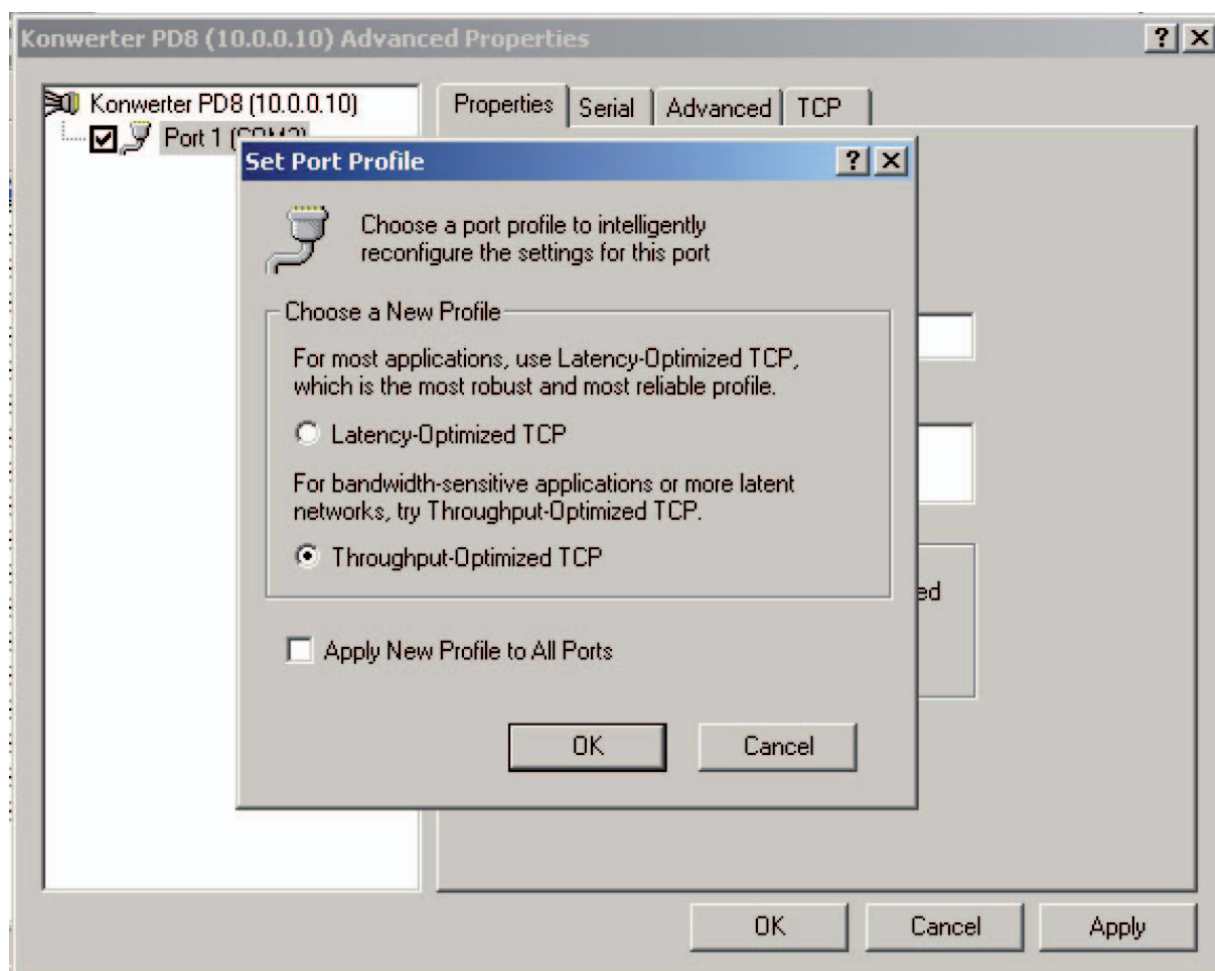 Konwerter PD8 (10.0.0.10) Advanced Properties
Konwerter PD8 (10.0.0.10)
Port 1
Properties Serial Advanced TCP
Set Port Profile
Choose a port profile to intelligently
reconfigure the settings for this port
Choose a New Profile
For most applications, use Latency-Optimized TCP,
which is the most robust and most reliable profile.
Latency-Optimized TCP
For bandwidth-sensitive applications or more latent
networks, try Throughput-Optimized TCP.
Throughput-Optimized TCP
ed
Apply New Profile to All Ports
OK Cancel
OK Cancel Apply